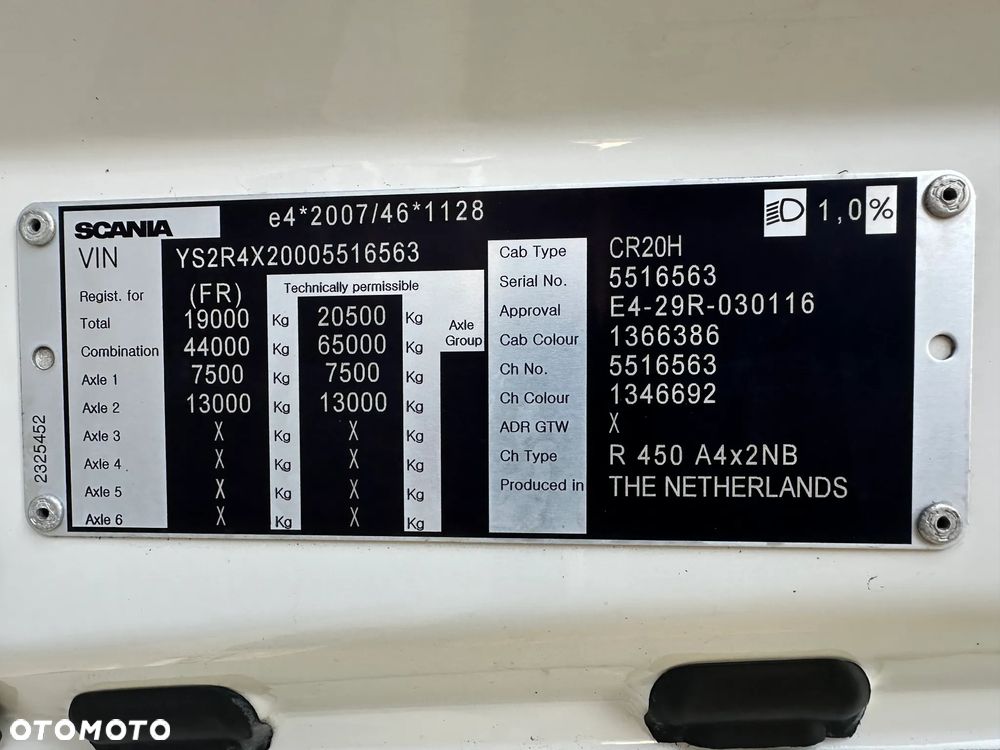 SCANIA e4*2007/46*1128 1,0%
VIN YS2R4X20005516563
Regist. for (FR) Technically permissible
Total 19000 Kg 20500 Kg Axle Group
Combination 44000 Kg 65000 Kg
Axle 1 7500 Kg 7500 Kg
Axle 2 13000 Kg 13000 Kg
Axle 3 X Kg X Kg
Axle 4 X Kg X Kg
Axle 5 X Kg X Kg
Axle 6 X Kg X Kg
Cab Type CR20H
Serial No. 5516563
Approval E4-29R-030116
Cab Colour 1366386
Ch No. 5516563
Ch Colour 1346692
ADR GTW X
Ch Type R 450 A4x2NB
Produced in THE NETHERLANDS
2325452
OTOMOTO